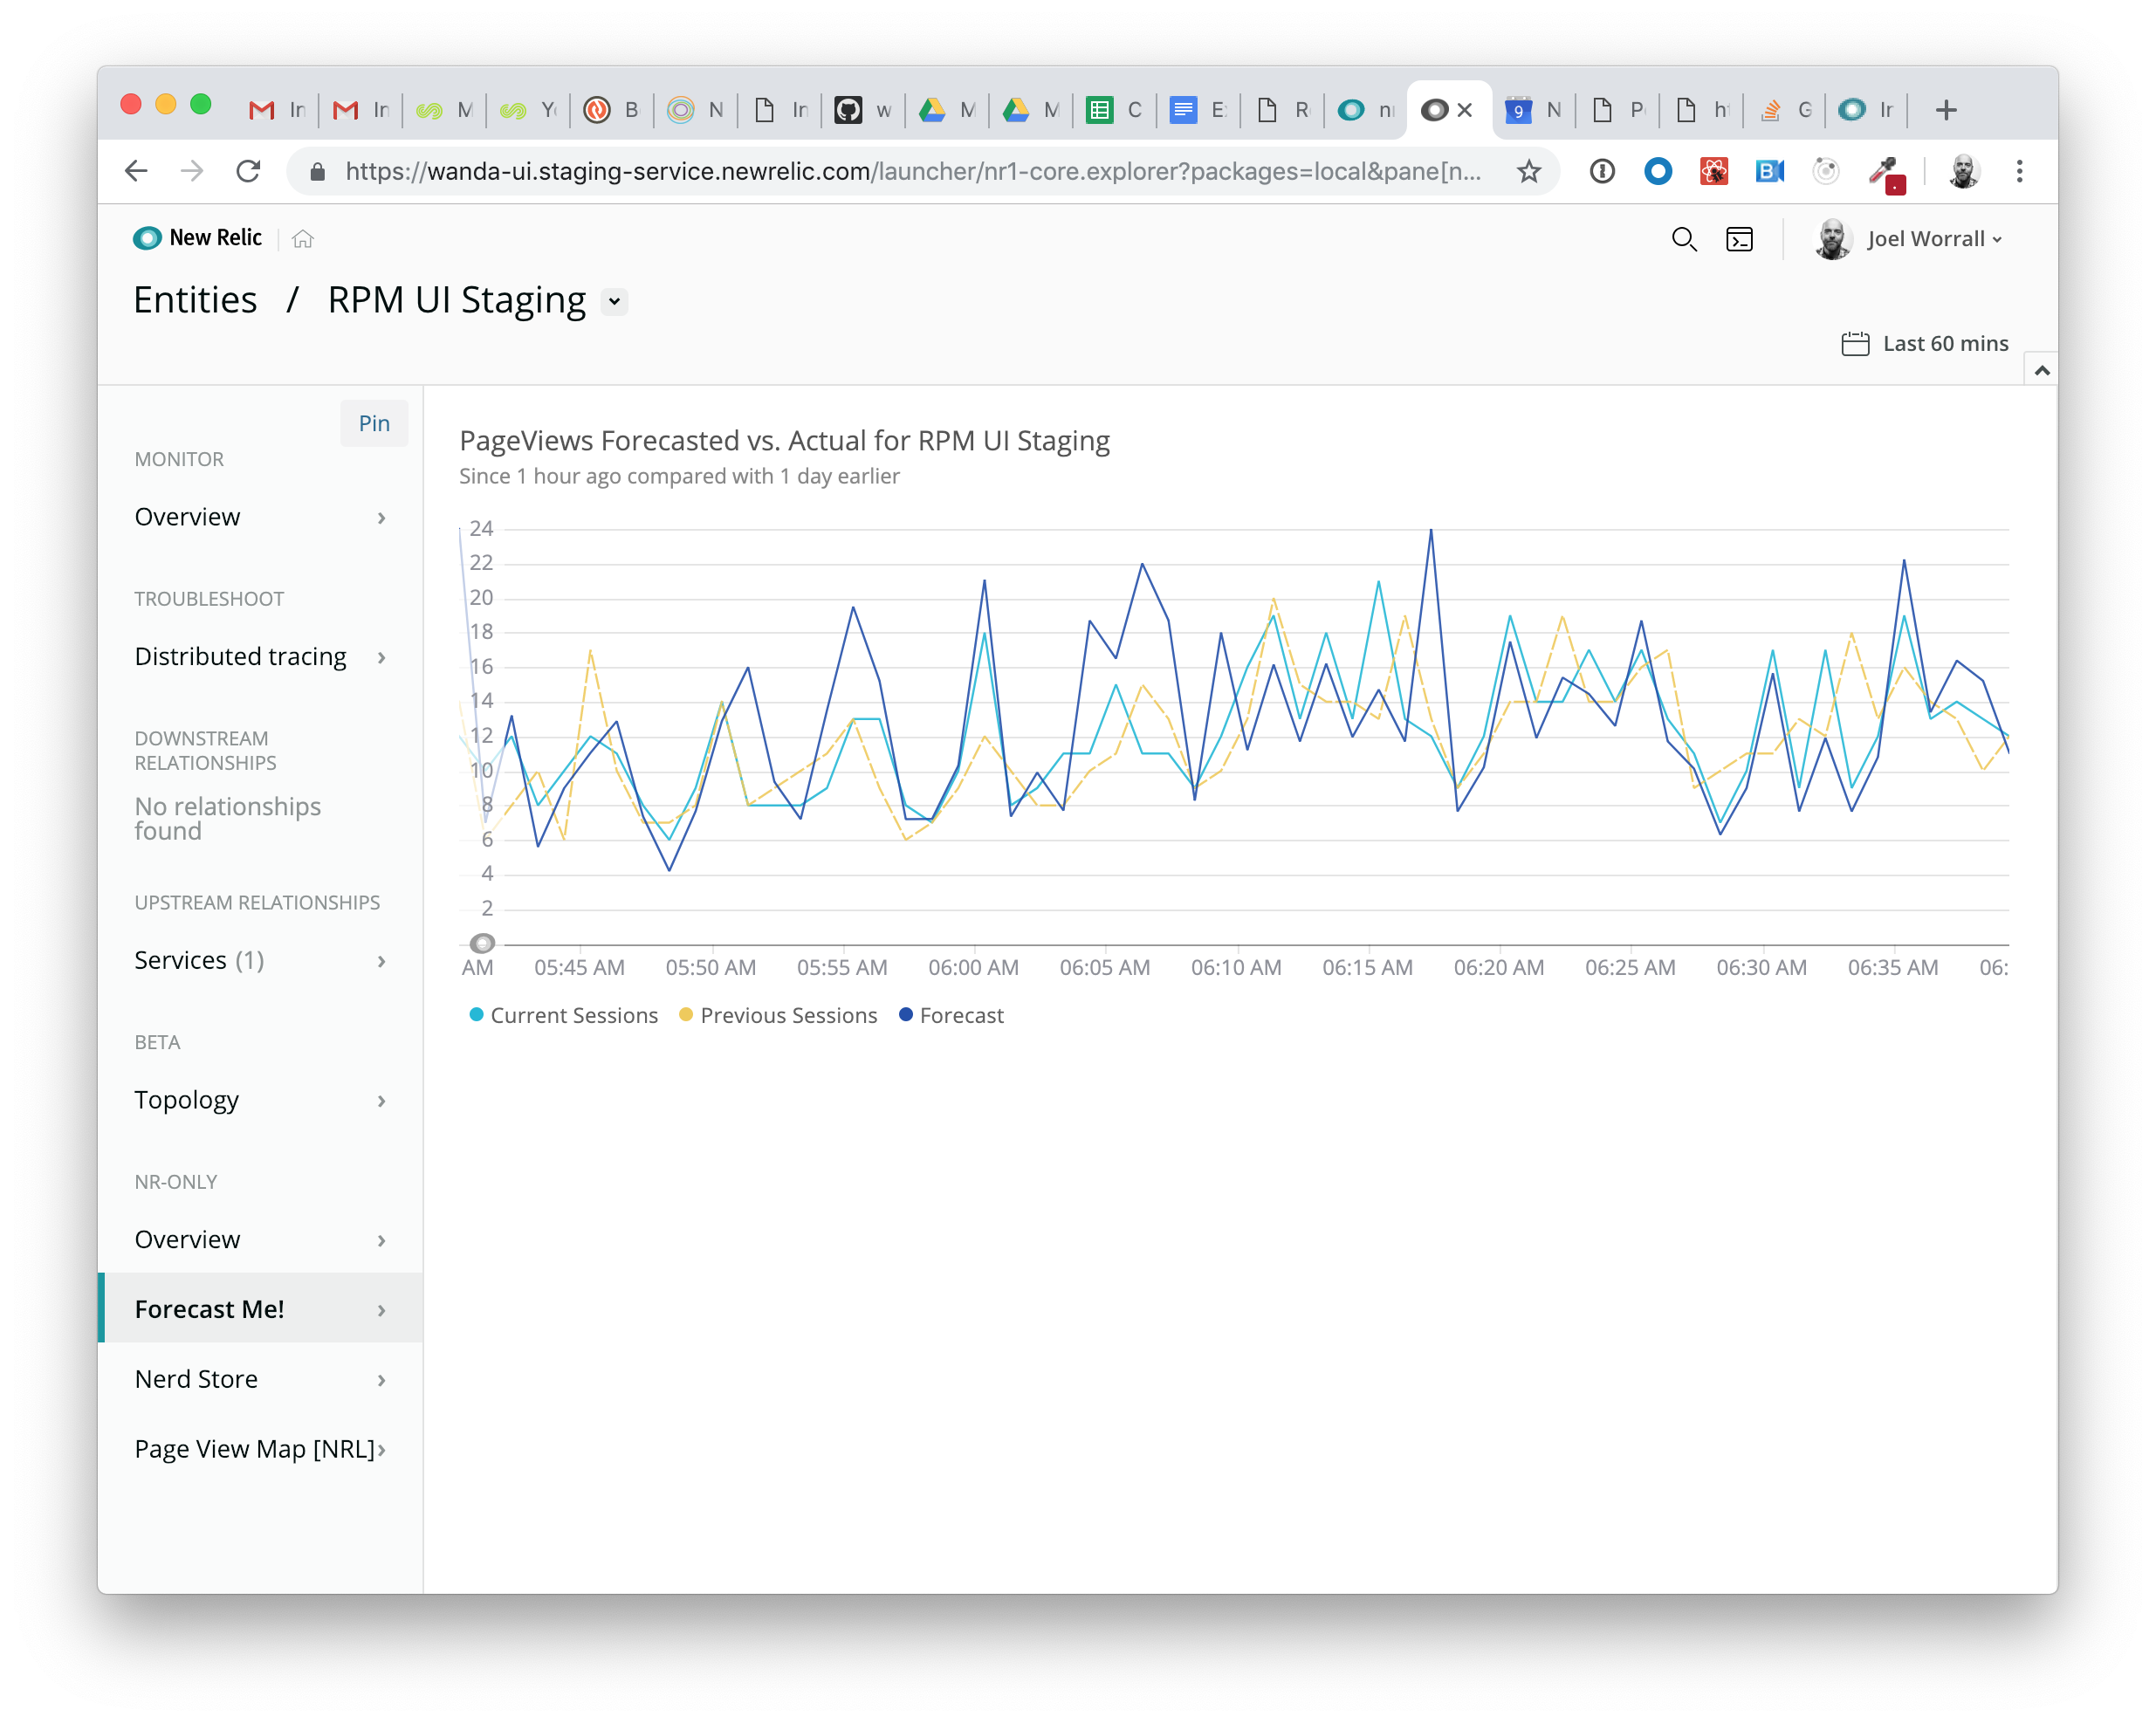 In In M Y B N In w M M C E R n N P h G Ir
https://wanda-ui.staging-service.newrelic.com/launcher/nr1-core.explorer?packages=local&pane[n...
New Relic
Joel Worrall
Entities / RPM UI Staging
Last 60 mins
Pin
MONITOR
Overview
TROUBLESHOOT
Distributed tracing
DOWNSTREAM
RELATIONSHIPS
No relationships
found
UPSTREAM RELATIONSHIPS
Services (1)
BETA
Topology
NR-ONLY
Overview
Forecast Me!
Nerd Store
Page View Map [NRL]
PageViews Forecasted vs. Actual for RPM UI Staging
Since 1 hour ago compared with 1 day earlier
24
22
20
18
16
14
12
10
8
6
4
2
AM 05:45 AM 05:50 AM 05:55 AM 06:00 AM 06:05 AM 06:10 AM 06:15 AM 06:20 AM 06:25 AM 06:30 AM 06:35 AM 06:
Current Sessions Previous Sessions Forecast